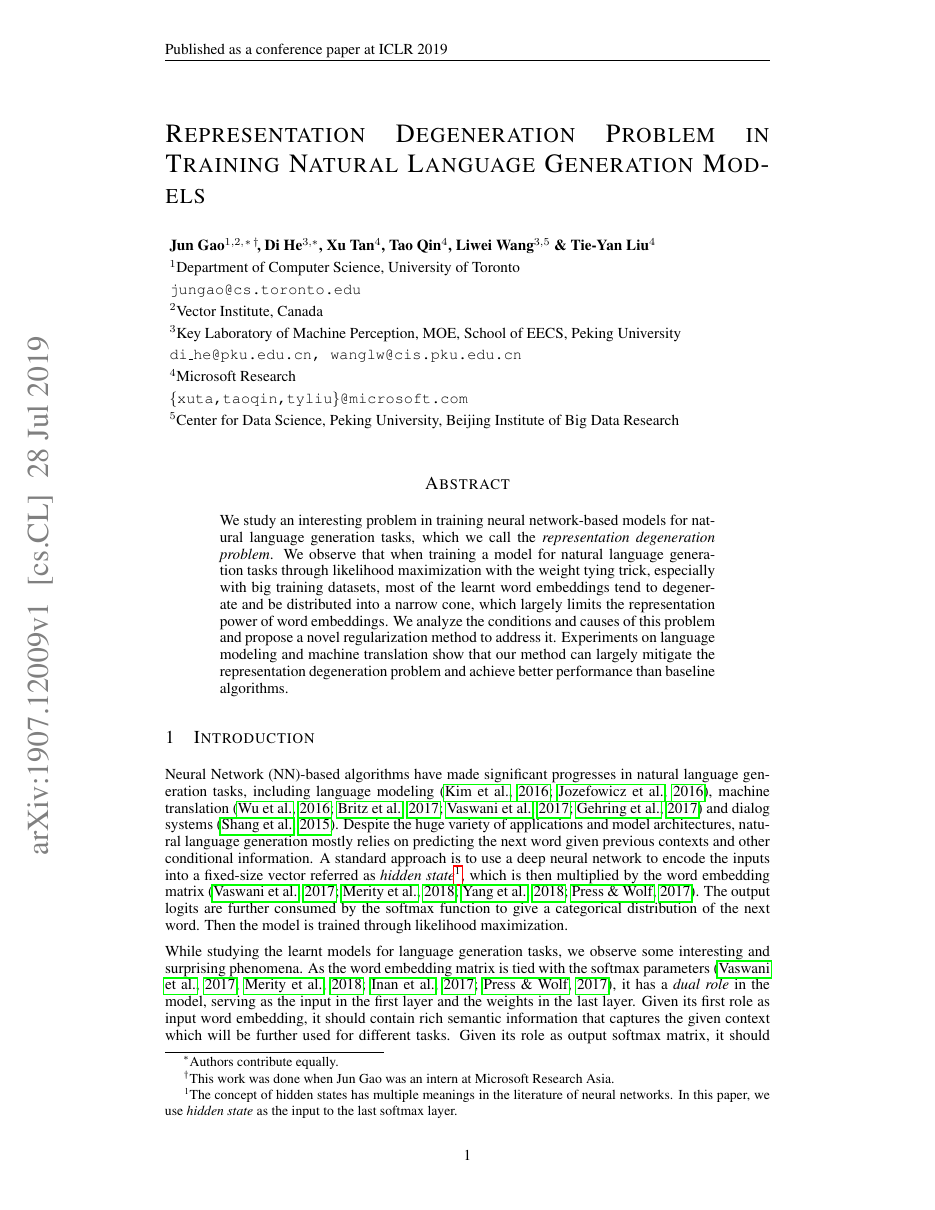 Published as a conference paper at ICLR 2019
REPRESENTATION DEGENERATION PROBLEM IN
TRAINING NATURAL LANGUAGE GENERATION MOD-
ELS
Jun Gao1,2,∗†, Di He3,∗, Xu Tan4, Tao Qin4, Liwei Wang3,5 & Tie-Yan Liu4
1Department of Computer Science, University of Toronto
jungao@cs.toronto.edu
2Vector Institute, Canada
3Key Laboratory of Machine Perception, MOE, School of EECS, Peking University
di_he@pku.edu.cn, wanglw@cis.pku.edu.cn
4Microsoft Research
{xuta,taoqin,tyliu}@microsoft.com
5Center for Data Science, Peking University, Beijing Institute of Big Data Research
ABSTRACT
We study an interesting problem in training neural network-based models for nat-
ural language generation tasks, which we call the representation degeneration
problem. We observe that when training a model for natural language genera-
tion tasks through likelihood maximization with the weight tying trick, especially
with big training datasets, most of the learnt word embeddings tend to degener-
ate and be distributed into a narrow cone, which largely limits the representation
power of word embeddings. We analyze the conditions and causes of this problem
and propose a novel regularization method to address it. Experiments on language
modeling and machine translation show that our method can largely mitigate the
representation degeneration problem and achieve better performance than baseline
algorithms.
1 INTRODUCTION
Neural Network (NN)-based algorithms have made significant progresses in natural language gen-
eration tasks, including language modeling (Kim et al., 2016; Jozefowicz et al., 2016), machine
translation (Wu et al., 2016; Britz et al., 2017; Vaswani et al., 2017; Gehring et al., 2017) and dialog
systems (Shang et al., 2015). Despite the huge variety of applications and model architectures, natu-
ral language generation mostly relies on predicting the next word given previous contexts and other
conditional information. A standard approach is to use a deep neural network to encode the inputs
into a fixed-size vector referred as hidden state1, which is then multiplied by the word embedding
matrix (Vaswani et al., 2017; Merity et al., 2018; Yang et al., 2018; Press & Wolf, 2017). The output
logits are further consumed by the softmax function to give a categorical distribution of the next
word. Then the model is trained through likelihood maximization.
While studying the learnt models for language generation tasks, we observe some interesting and
surprising phenomena. As the word embedding matrix is tied with the softmax parameters (Vaswani
et al., 2017; Merity et al., 2018; Inan et al., 2017; Press & Wolf, 2017), it has a dual role in the
model, serving as the input in the first layer and the weights in the last layer. Given its first role as
input word embedding, it should contain rich semantic information that captures the given context
which will be further used for different tasks. Given its role as output softmax matrix, it should
∗Authors contribute equally.
†This work was done when Jun Gao was an intern at Microsoft Research Asia.
1The concept of hidden states has multiple meanings in the literature of neural networks. In this paper, we
use hidden state as the input to the last softmax layer.
1
arXiv:1907.12009v1 [cs.CL] 28 Jul 2019